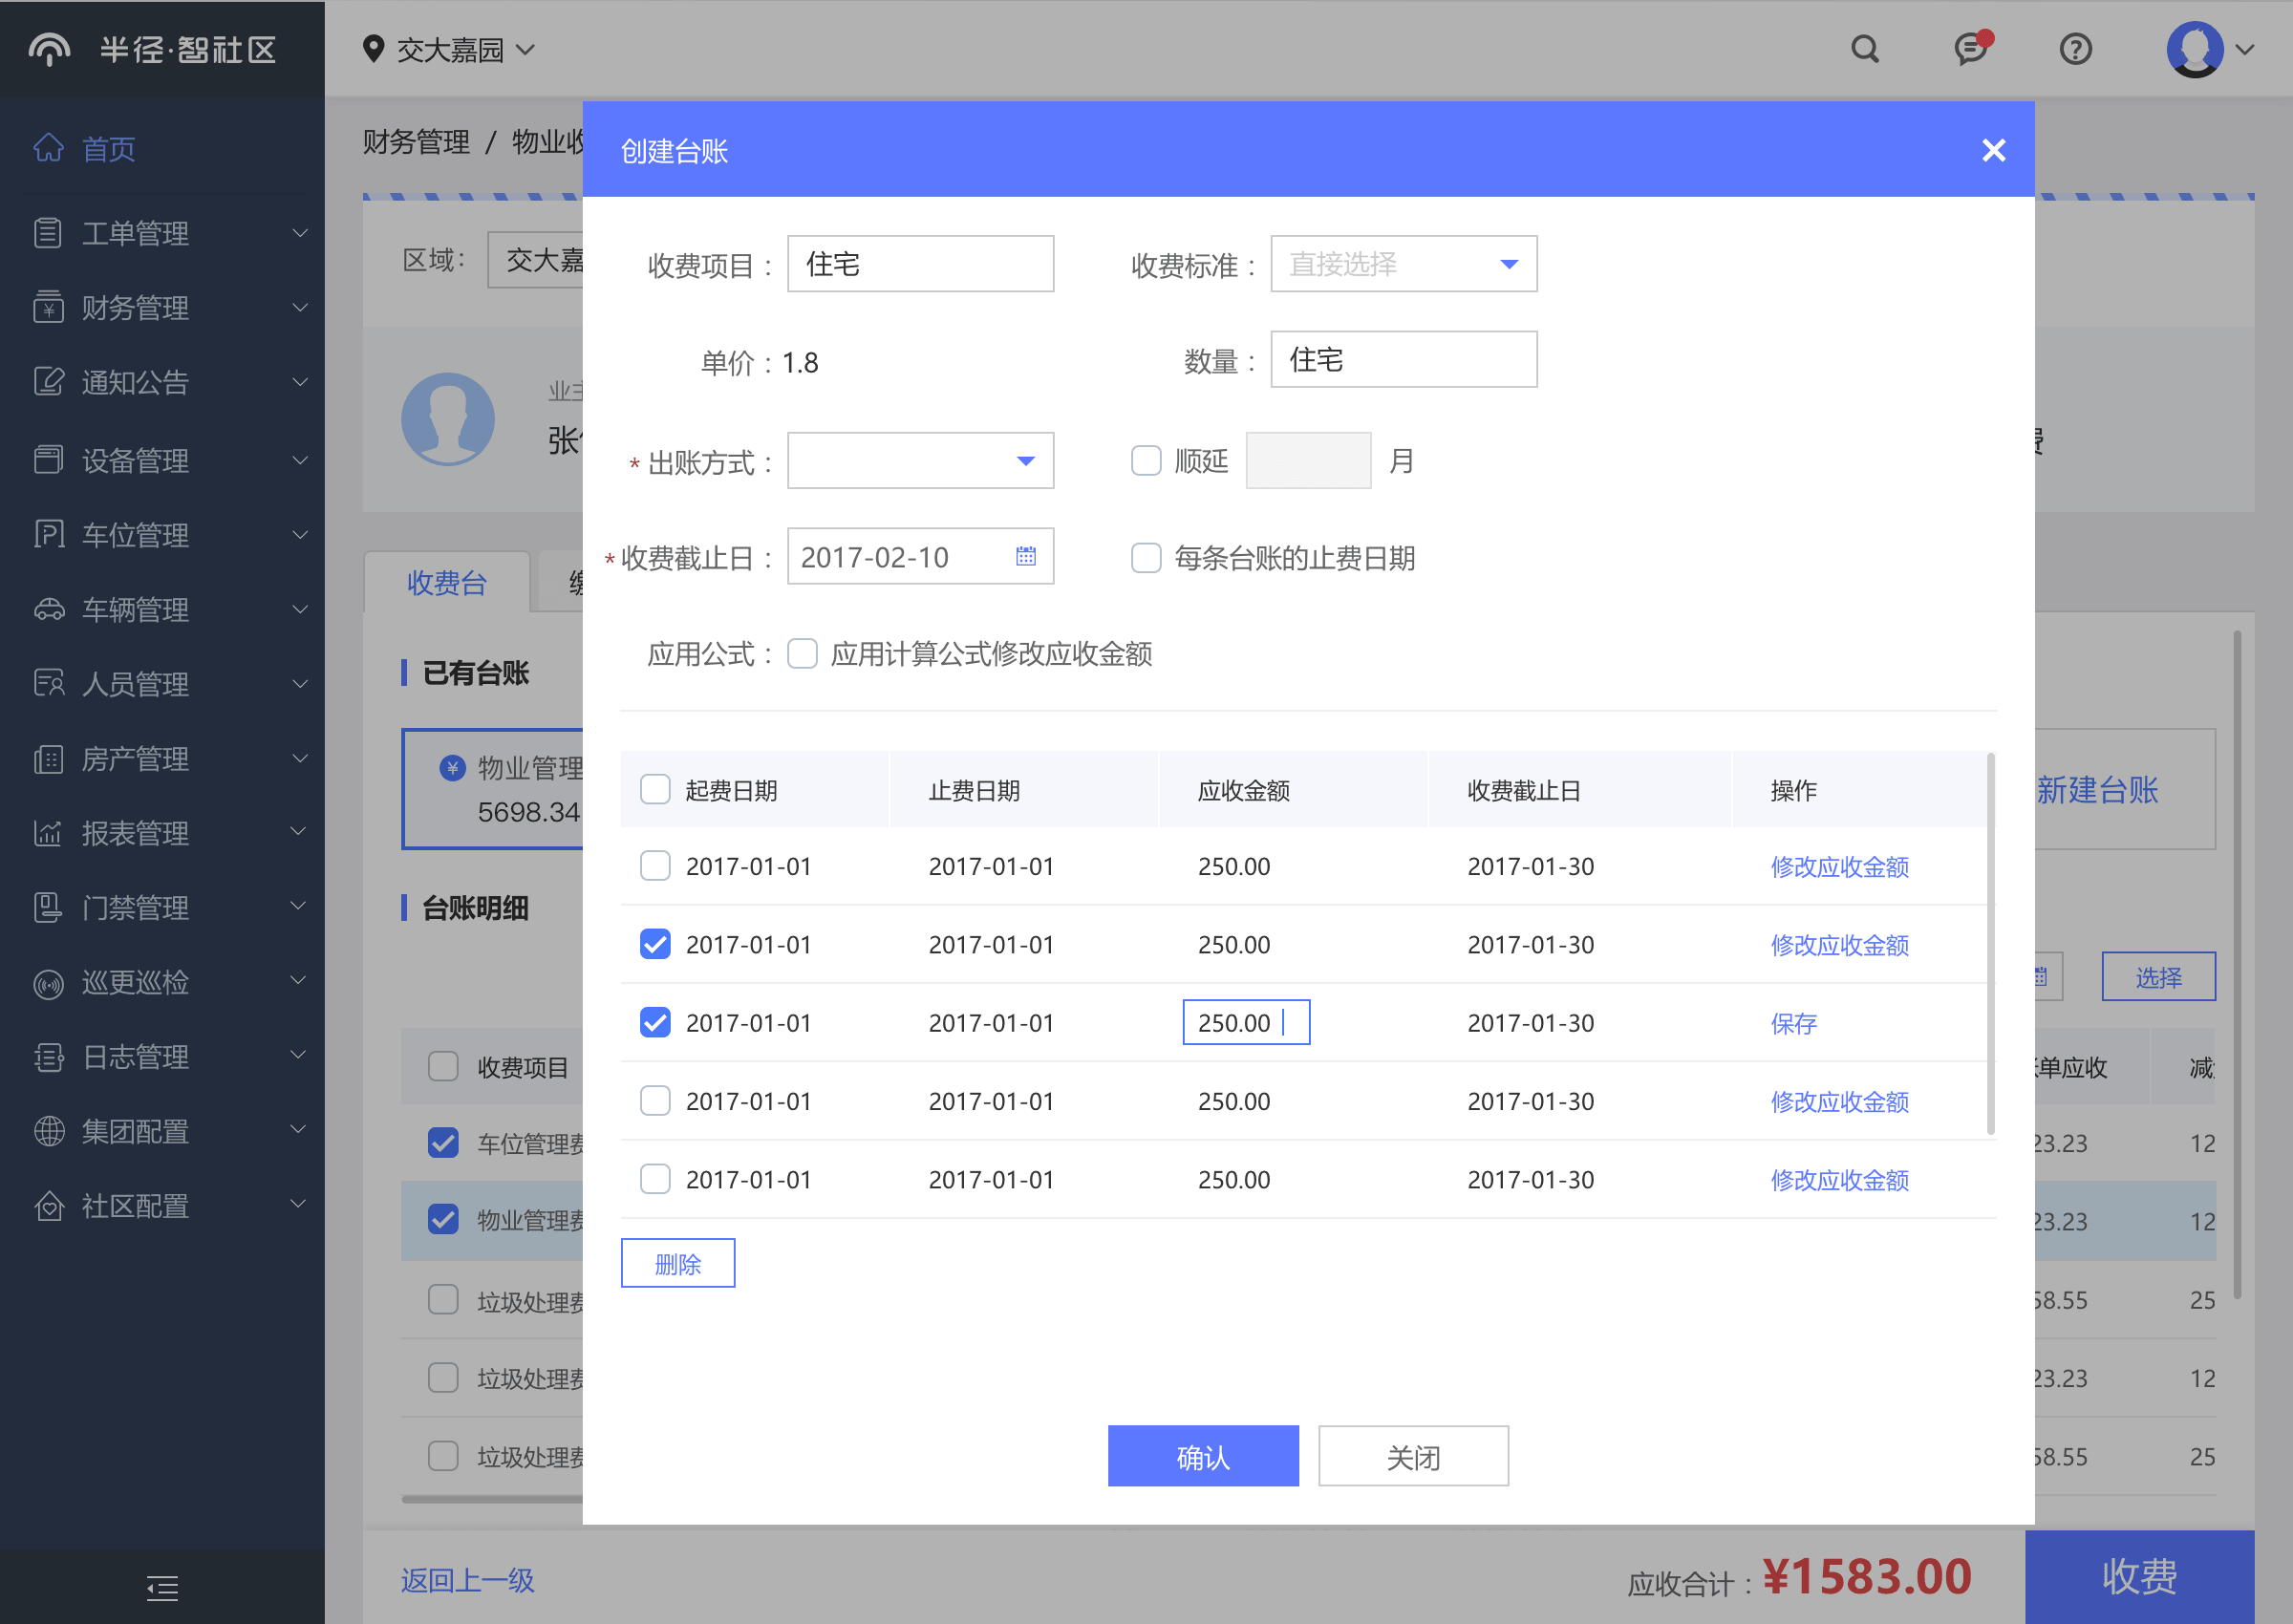 半径·智社区
交大嘉园
首页
工单管理
财务管理
通知公告
设备管理
车位管理
车辆管理
人员管理
房产管理
报表管理
门禁管理
巡更巡检
日志管理
集团配置
社区配置
财务管理 / 物业收
区域：
交大嘉
业主
张
收费台
已有台账
¥ 物业管理
5698.34
台账明细
收费项目
车位管理费
物业管理费
垃圾处理费
垃圾处理费
垃圾处理费
创建台账
收费项目： 住宅 收费标准： 直接选择
单价：1.8 数量： 住宅
* 出账方式： 顺延 月
* 收费截止日： 2017-02-10 每条台账的止费日期
应用公式： 应用计算公式修改应收金额
起费日期 止费日期 应收金额 收费截止日 操作
2017-01-01 2017-01-01 250.00 2017-01-30 修改应收金额
2017-01-01 2017-01-01 250.00 2017-01-30 修改应收金额
2017-01-01 2017-01-01 250.00 2017-01-30 保存
2017-01-01 2017-01-01 250.00 2017-01-30 修改应收金额
2017-01-01 2017-01-01 250.00 2017-01-30 修改应收金额
删除
确认 关闭
费
新建台账
选择
单应收 减
23.23 12
23.23 12
58.55 25
23.23 12
58.55 25
返回上一级
应收合计：¥1583.00
收费